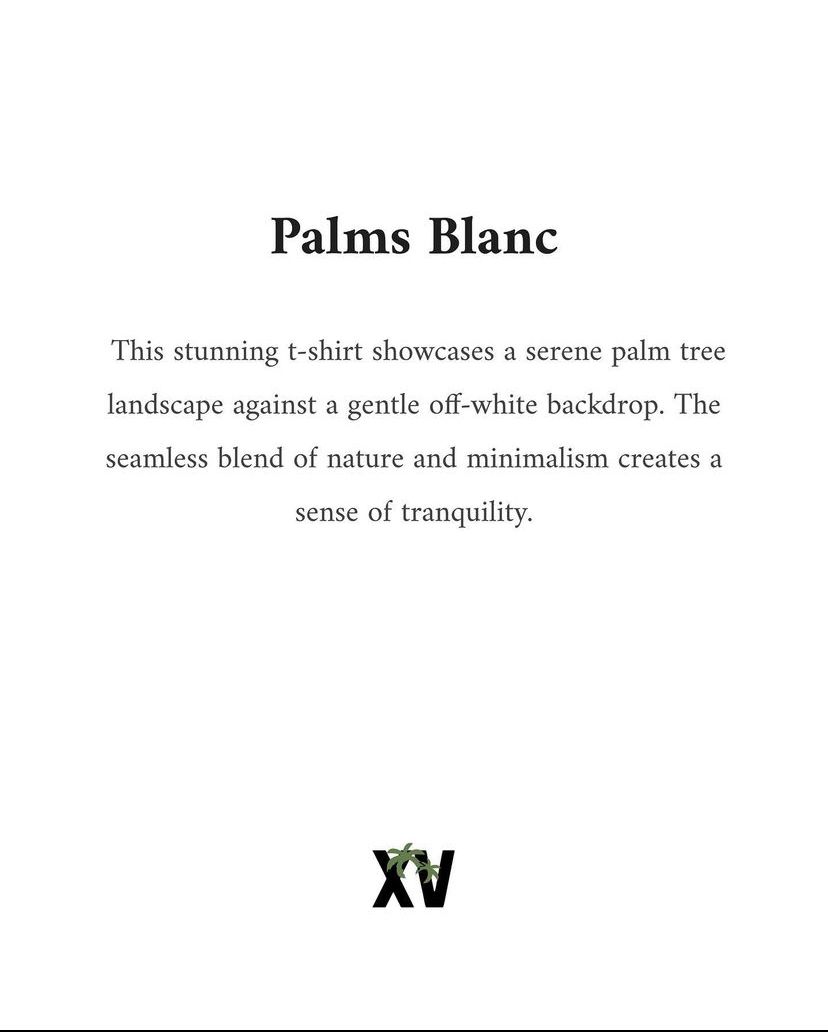 Palms Blanc
This stunning t-shirt showcases a serene palm tree
landscape against a gentle off-white backdrop. The
seamless blend of nature and minimalism creates a
sense of tranquility.
XV